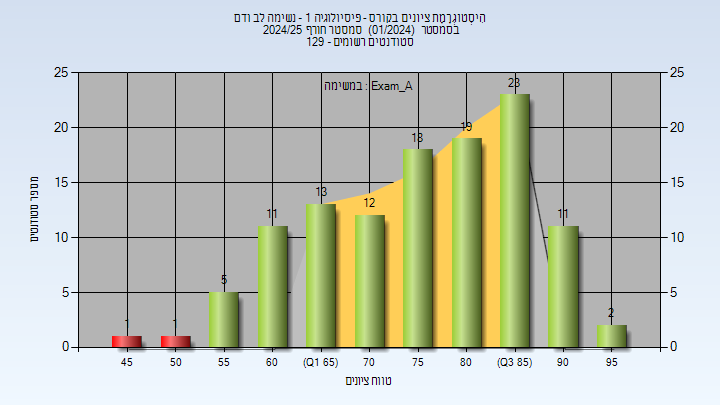 היסטוגרמת ציונים בקורס - פיסיולוגיה 1 - נשימה לב ודם
בסמסטר (01/2024) סמסטר חורף 2024/25
סטודנטים רשומים - 129
במשימה : Exam_A
מספר סטודנטים
25 25
20 20
15 15
10 10
5 5
0 0
1 1 5 11 13 12 18 19 23 11 2
45 50 55 60 (Q1 65) 70 75 80 (Q3 85) 90 95
טווח ציונים